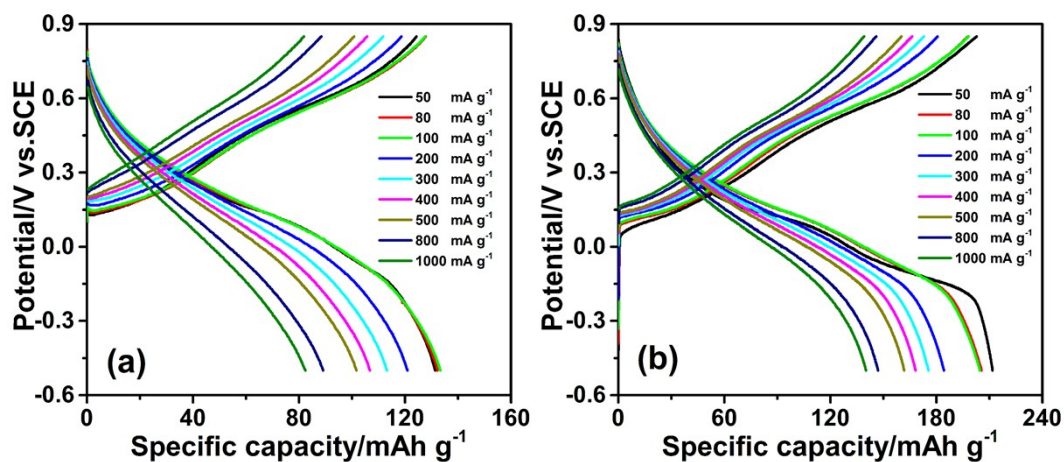 0.9
0.6
0.3
0.0
-0.3
-0.6
Potential/V vs.SCE
50 mA g-1
80 mA g-1
100 mA g-1
200 mA g-1
300 mA g-1
400 mA g-1
500 mA g-1
800 mA g-1
1000 mA g-1
(a)
0 40 80 120 160
Specific capacity/mAh g-1
0.9
0.6
0.3
0.0
-0.3
-0.6
Potential/V vs.SCE
50 mA g-1
80 mA g-1
100 mA g-1
200 mA g-1
300 mA g-1
400 mA g-1
500 mA g-1
800 mA g-1
1000 mA g-1
(b)
0 60 120 180 240
Specific capacity/mAh g-1